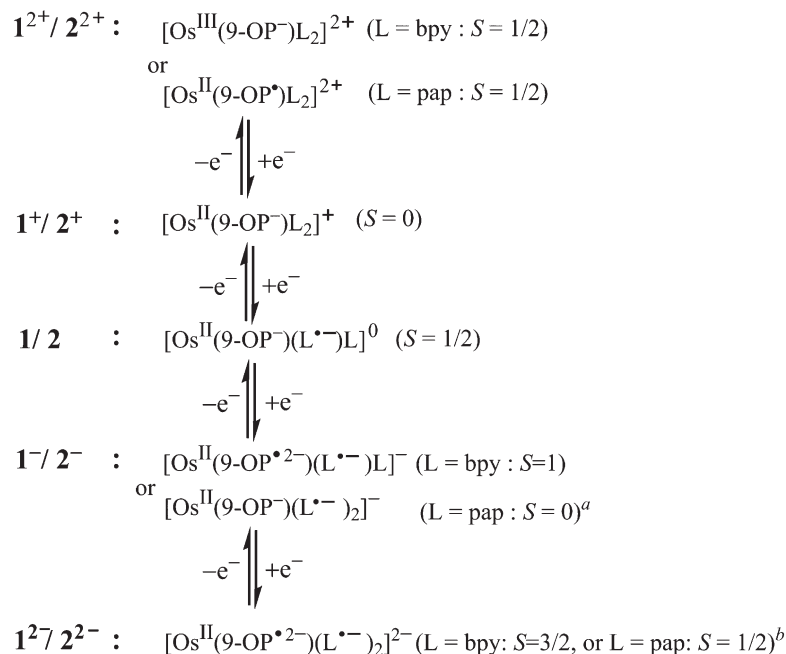 1²⁺/ 2²⁺ : [Osᴵᴵᴵ(9-OP⁻)L₂]²⁺ (L = bpy : S = 1/2)
or
[Osᴵᴵ(9-OP•)L₂]²⁺ (L = pap : S = 1/2)
−e⁻ +e⁻
1⁺/ 2⁺ : [Osᴵᴵ(9-OP⁻)L₂]⁺ (S = 0)
−e⁻ +e⁻
1/ 2 : [Osᴵᴵ(9-OP⁻)(L•⁻)L]⁰ (S = 1/2)
−e⁻ +e⁻
1⁻/ 2⁻ : [Osᴵᴵ(9-OP•²⁻)(L•⁻ )L]⁻ (L = bpy : S=1)
or
[Osᴵᴵ(9-OP⁻)(L•⁻ )₂]⁻ (L = pap : S = 0)ᵃ
−e⁻ +e⁻
1²⁻/ 2²⁻ : [Osᴵᴵ(9-OP•²⁻)(L•⁻ )₂]²⁻ (L = bpy: S=3/2, or L = pap: S = 1/2)ᵇ